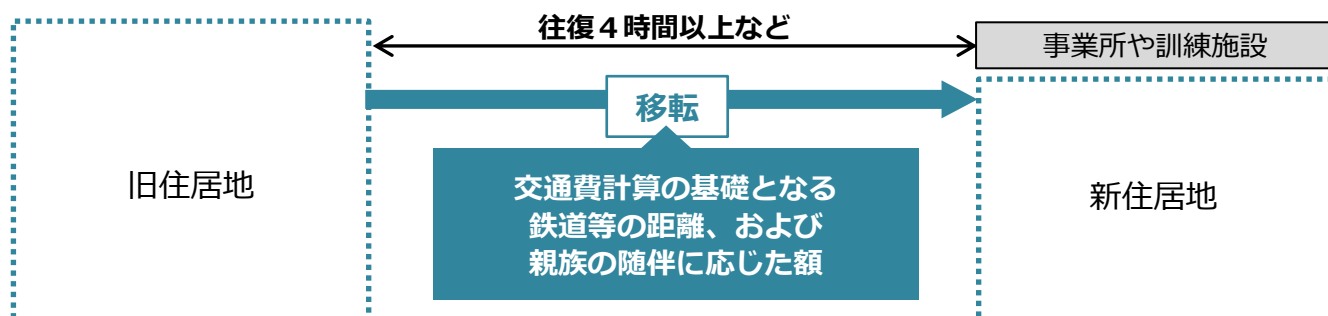 往復４時間以上など
事業所や訓練施設
移転
旧住居地
交通費計算の基礎となる
鉄道等の距離、および
親族の随伴に応じた額
新住居地